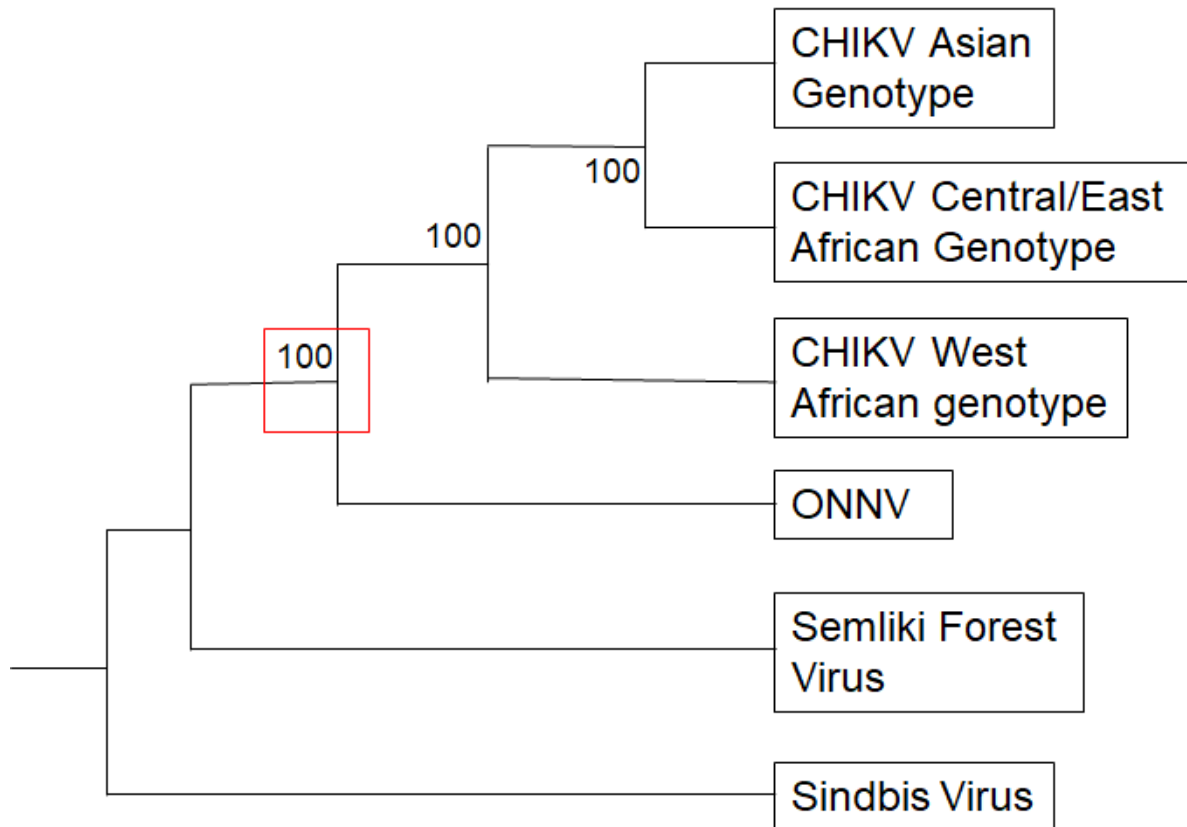 CHIKV Asian
Genotype
100
CHIKV Central/East
African Genotype
100
CHIKV West
African genotype
100
ONNV
Semliki Forest
Virus
Sindbis Virus